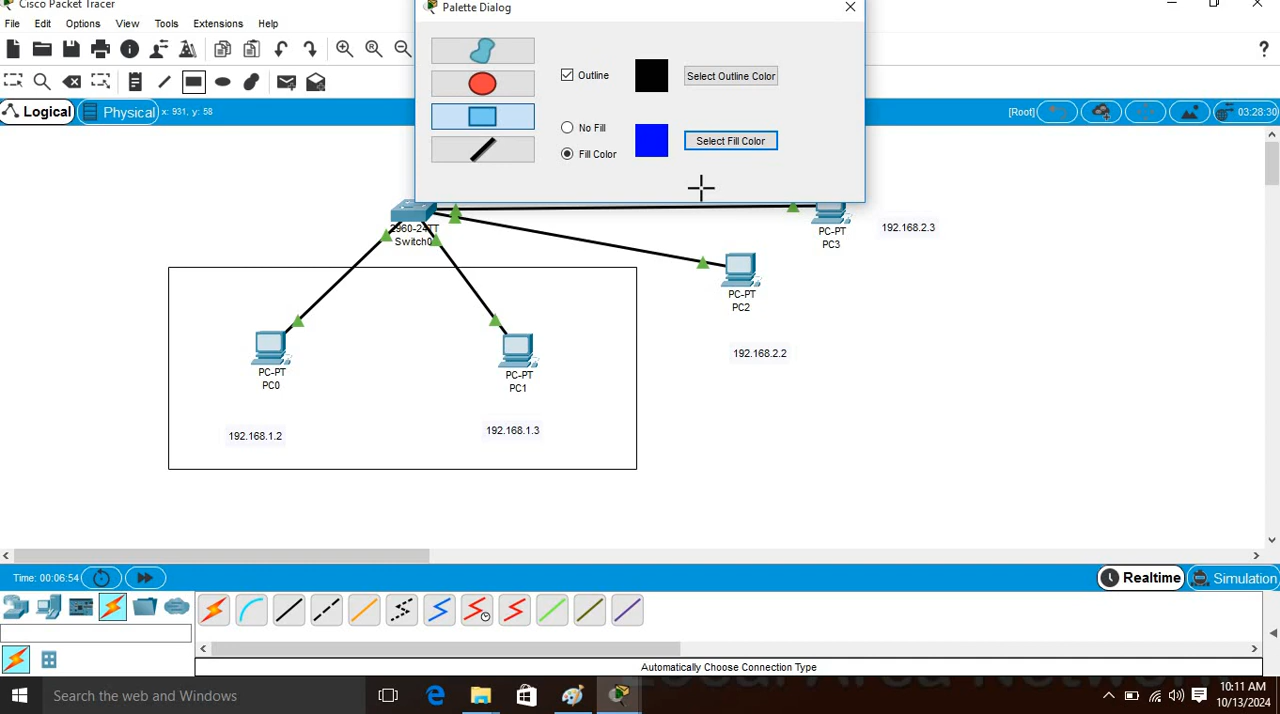 Cisco Packet Tracer
Palette Dialog
File Edit Options View Tools Extensions Help
Outline
Select Outline Color
No Fill
Fill Color
Select Fill Color
Logical
Physical
x: 931, y: 58
[Root]
03:28:30
2960-24TT
Switch0
PC-PT
PC3
192.168.2.3
PC-PT
PC2
192.168.2.2
PC-PT
PC0
PC-PT
PC1
192.168.1.2
192.168.1.3
Time: 00:06:54
Realtime
Simulation
Automatically Choose Connection Type
Search the web and Windows
10:11 AM
10/13/2024